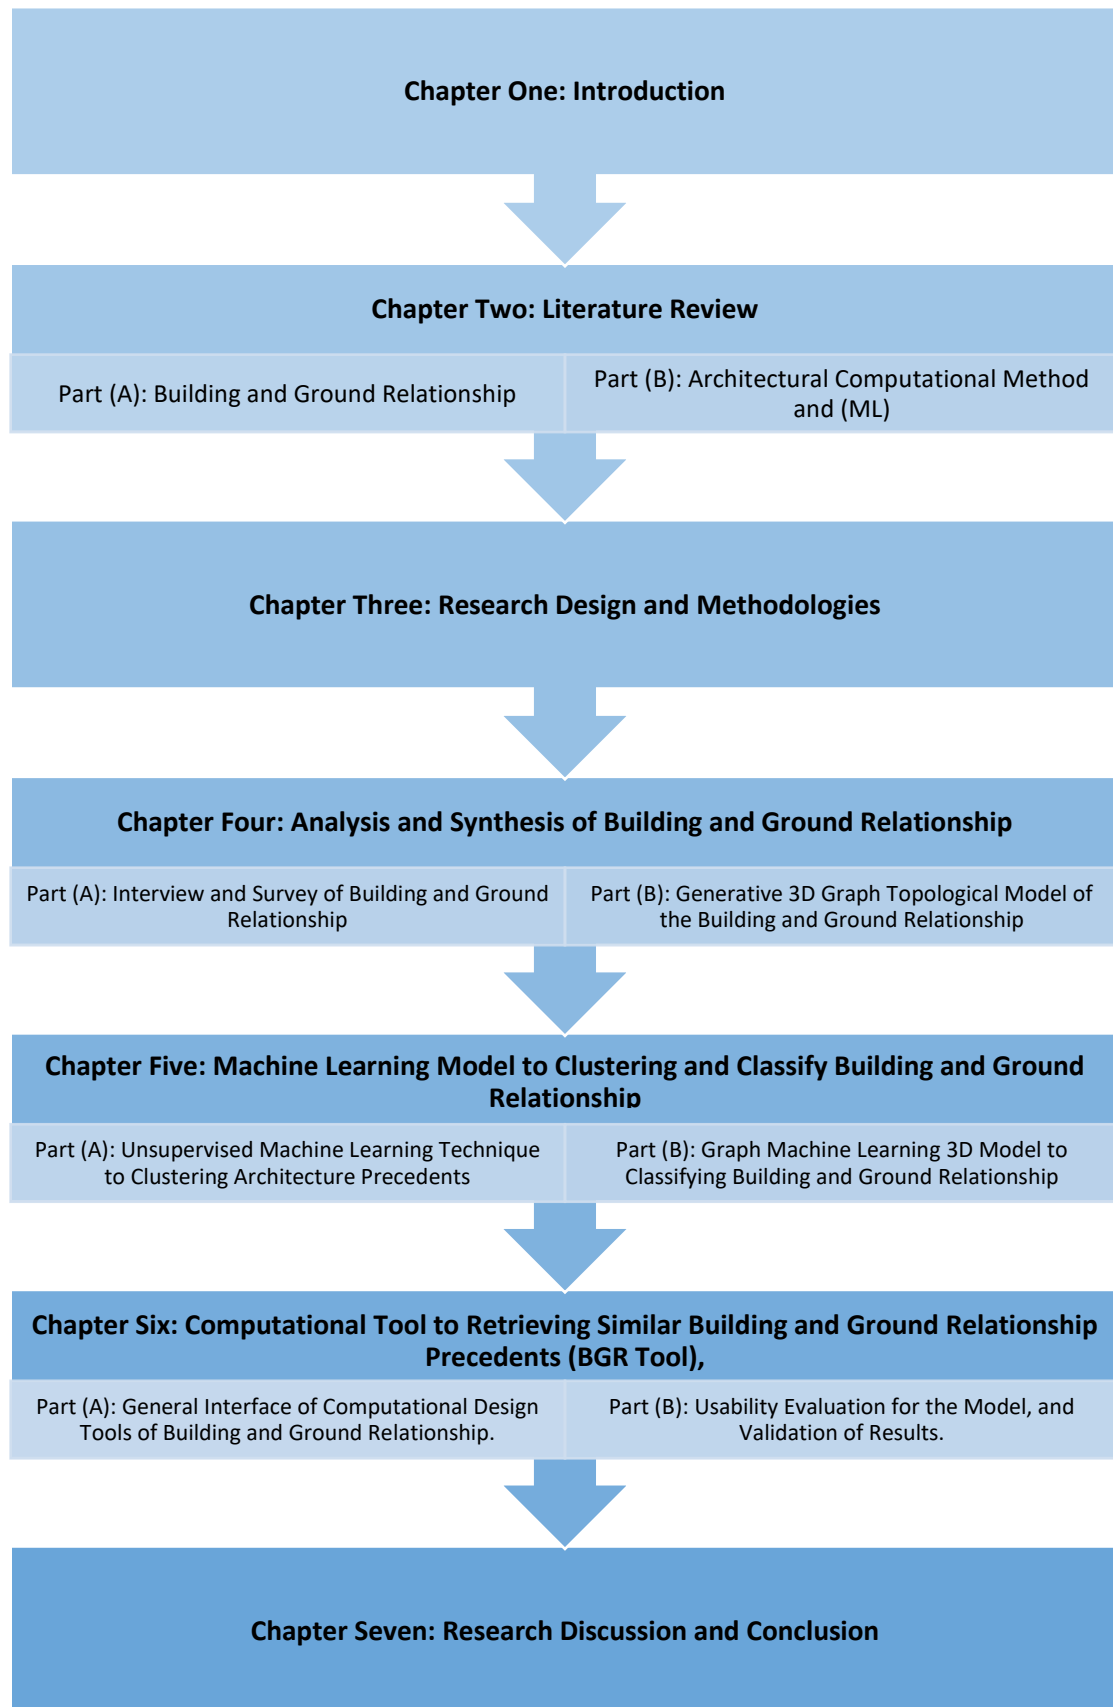 Chapter One: Introduction
Chapter Two: Literature Review
Part (A): Building and Ground Relationship
Part (B): Architectural Computational Method
and (ML)
Chapter Three: Research Design and Methodologies
Chapter Four: Analysis and Synthesis of Building and Ground Relationship
Part (A): Interview and Survey of Building and Ground
Relationship
Part (B): Generative 3D Graph Topological Model of
the Building and Ground Relationship
Chapter Five: Machine Learning Model to Clustering and Classify Building and Ground
Relationship
Part (A): Unsupervised Machine Learning Technique
to Clustering Architecture Precedents
Part (B): Graph Machine Learning 3D Model to
Classifying Building and Ground Relationship
Chapter Six: Computational Tool to Retrieving Similar Building and Ground Relationship
Precedents (BGR Tool),
Part (A): General Interface of Computational Design
Tools of Building and Ground Relationship.
Part (B): Usability Evaluation for the Model, and
Validation of Results.
Chapter Seven: Research Discussion and Conclusion